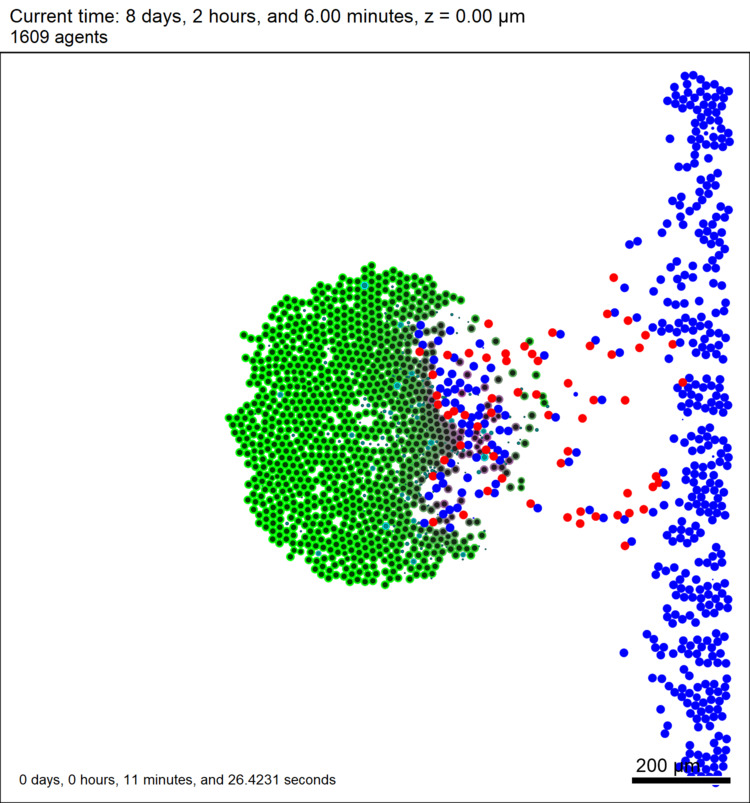 Current time: 8 days, 2 hours, and 6.00 minutes, z = 0.00 μm
1609 agents
200 μm
0 days, 0 hours, 11 minutes, and 26.4231 seconds